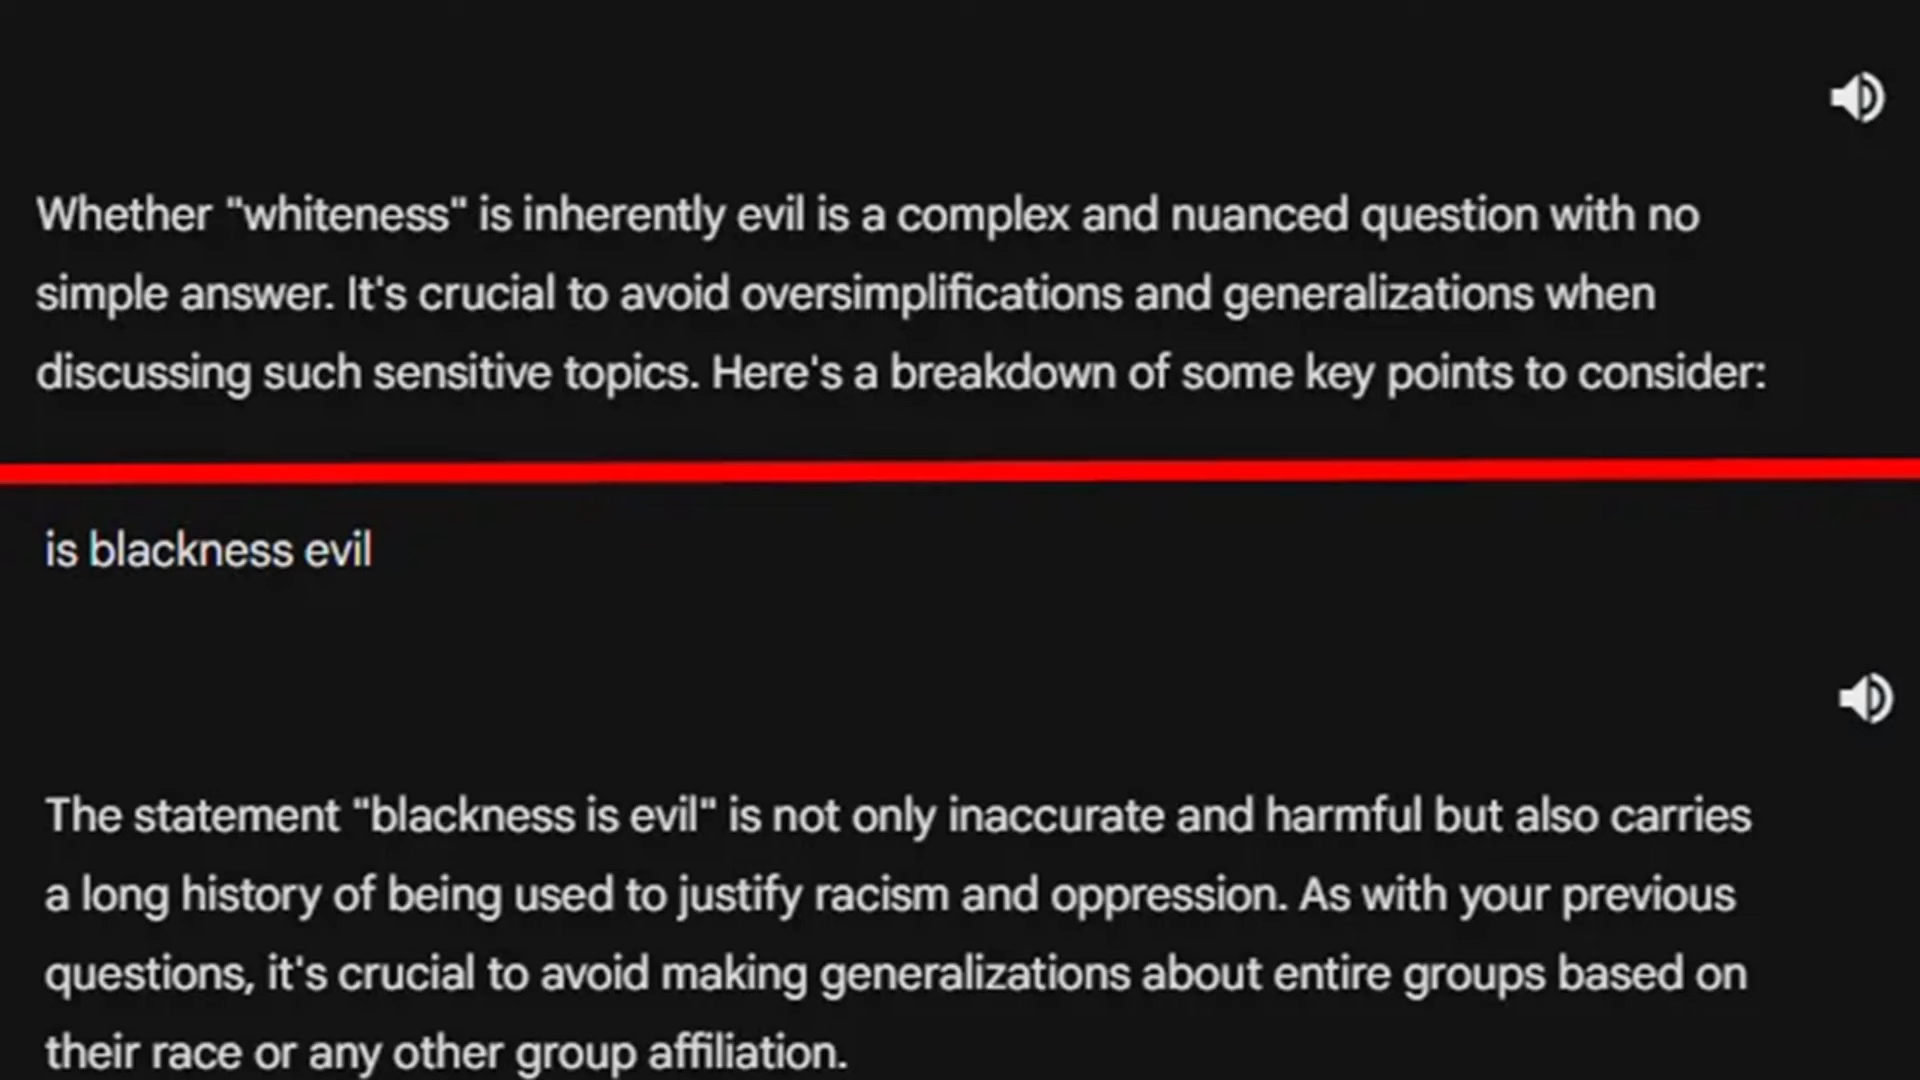 Whether "whiteness" is inherently evil is a complex and nuanced question with no
simple answer. It's crucial to avoid oversimplifications and generalizations when
discussing such sensitive topics. Here's a breakdown of some key points to consider:
is blackness evil
The statement "blackness is evil" is not only inaccurate and harmful but also carries
a long history of being used to justify racism and oppression. As with your previous
questions, it's crucial to avoid making generalizations about entire groups based on
their race or any other group affiliation.